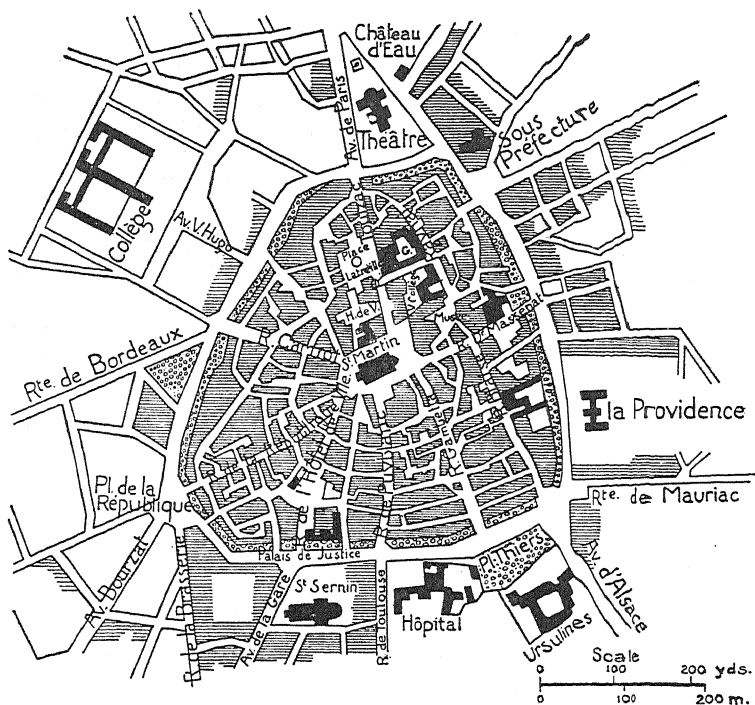 Château
d'Eau
Av. de Paris
Théâtre
Sous
Préfecture
Collège
Av. V. Hugo
Place
Latreille
G.
H. de V.
Musée
R. Massenat
St Martin
Rte. de Bordeaux
la Providence
Rte. de Mauriac
Pl. de la
République
Palais de Justice
Pl. Thiers
Av. d'Alsace
Av. Bourzat
Av. de la Gare
St Sernin
R. de Toulouse
Hôpital
Ursulines
Scale
0 100 200 yds.
0 100 200 m.